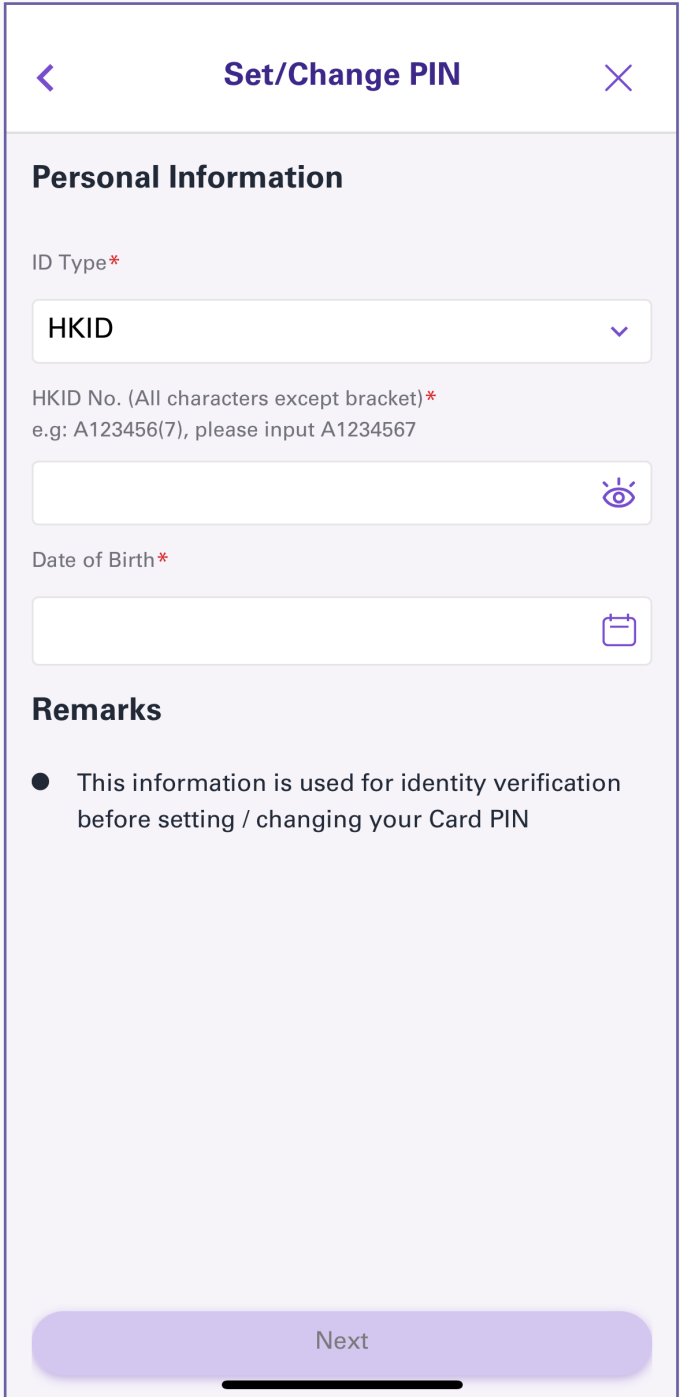 Set/Change PIN
Personal Information
ID Type*
HKID
HKID No. (All characters except bracket)*
e.g: A123456(7), please input A1234567
Date of Birth*
Remarks
This information is used for identity verification
before setting / changing your Card PIN
Next